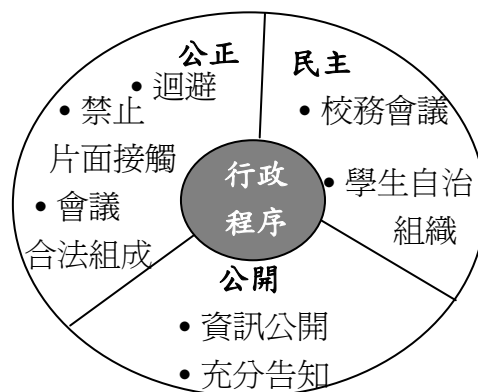 公正
• 迴避
• 禁止
片面接觸
• 會議
合法組成
民主
• 校務會議
• 學生自治
組織
行政
程序
公開
• 資訊公開
• 充分告知